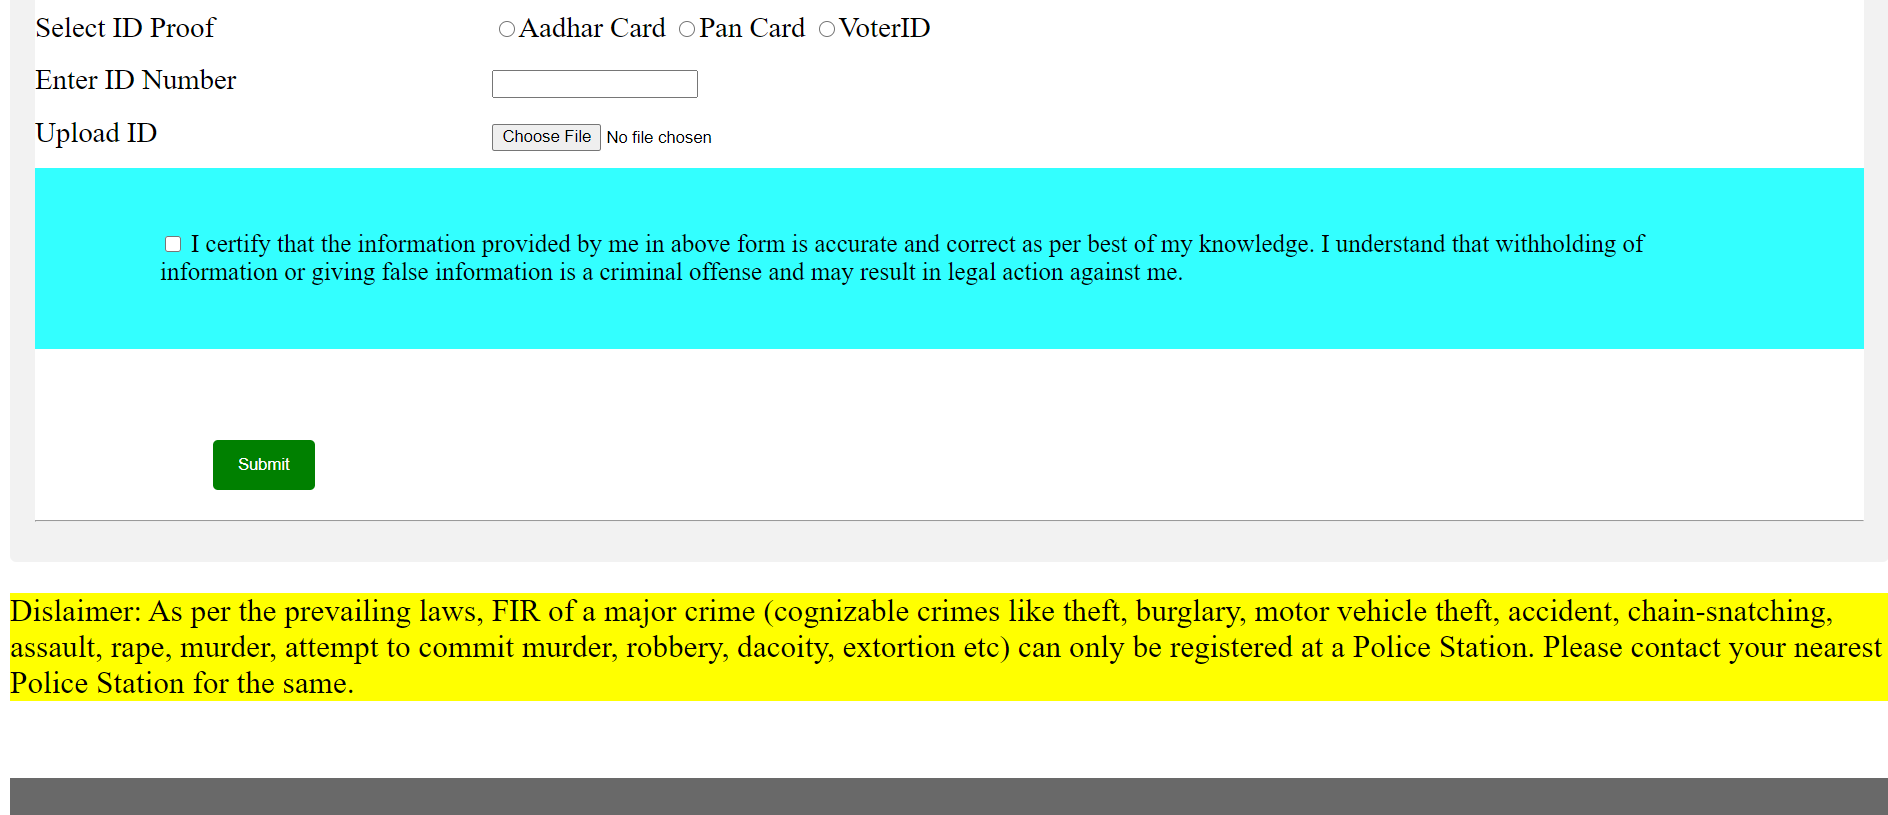 Select ID Proof Aadhar Card Pan Card VoterID
Enter ID Number
Upload ID Choose File No file chosen
I certify that the information provided by me in above form is accurate and correct as per best of my knowledge. I understand that withholding of
information or giving false information is a criminal offense and may result in legal action against me.
Submit
Dislaimer: As per the prevailing laws, FIR of a major crime (cognizable crimes like theft, burglary, motor vehicle theft, accident, chain-snatching,
assault, rape, murder, attempt to commit murder, robbery, dacoity, extortion etc) can only be registered at a Police Station. Please contact your nearest
Police Station for the same.